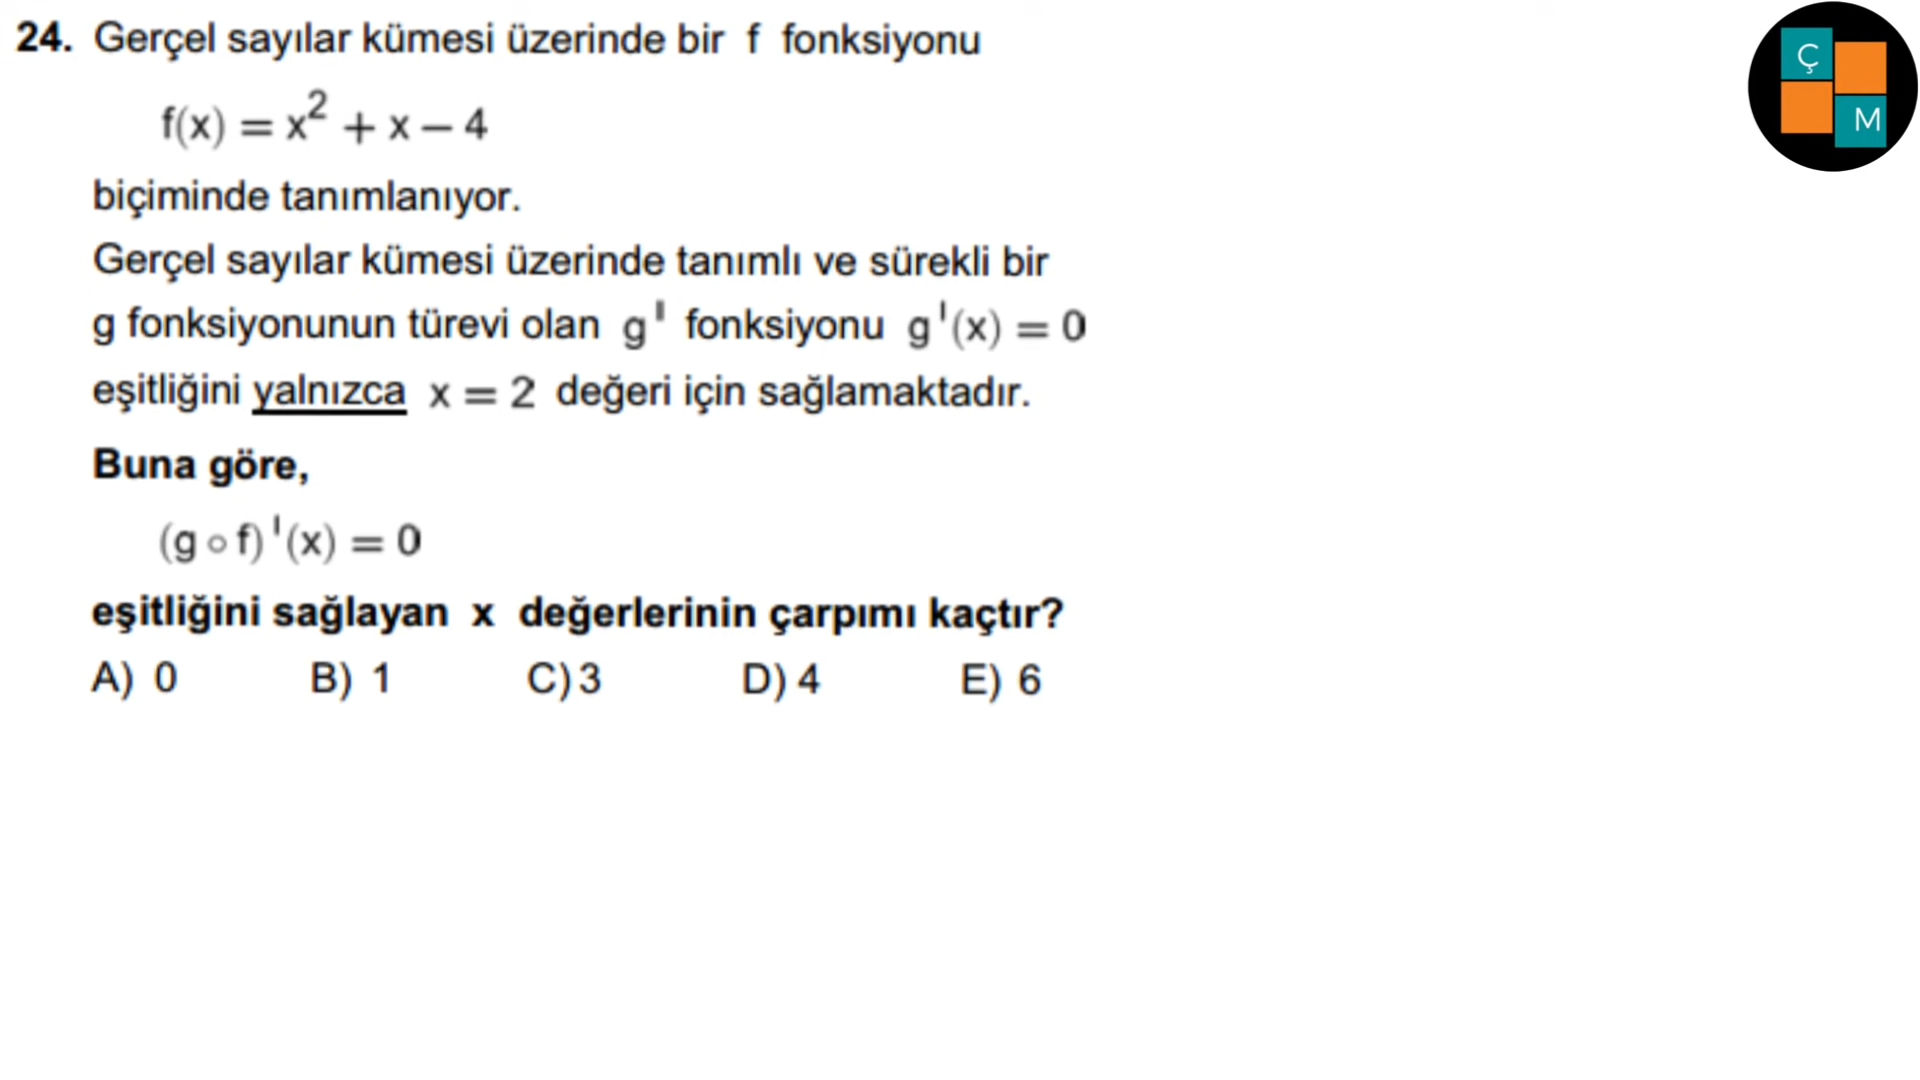 24. Gerçel sayılar kümesi üzerinde bir f fonksiyonu
f(x) = x² + x − 4
biçiminde tanımlanıyor.
Gerçel sayılar kümesi üzerinde tanımlı ve sürekli bir
g fonksiyonunun türevi olan g' fonksiyonu g'(x) = 0
eşitliğini yalnızca x = 2 değeri için sağlamaktadır.
Buna göre,
(g ∘ f)'(x) = 0
eşitliğini sağlayan x değerlerinin çarpımı kaçtır?
A) 0 B) 1 C) 3 D) 4 E) 6
Ç
M